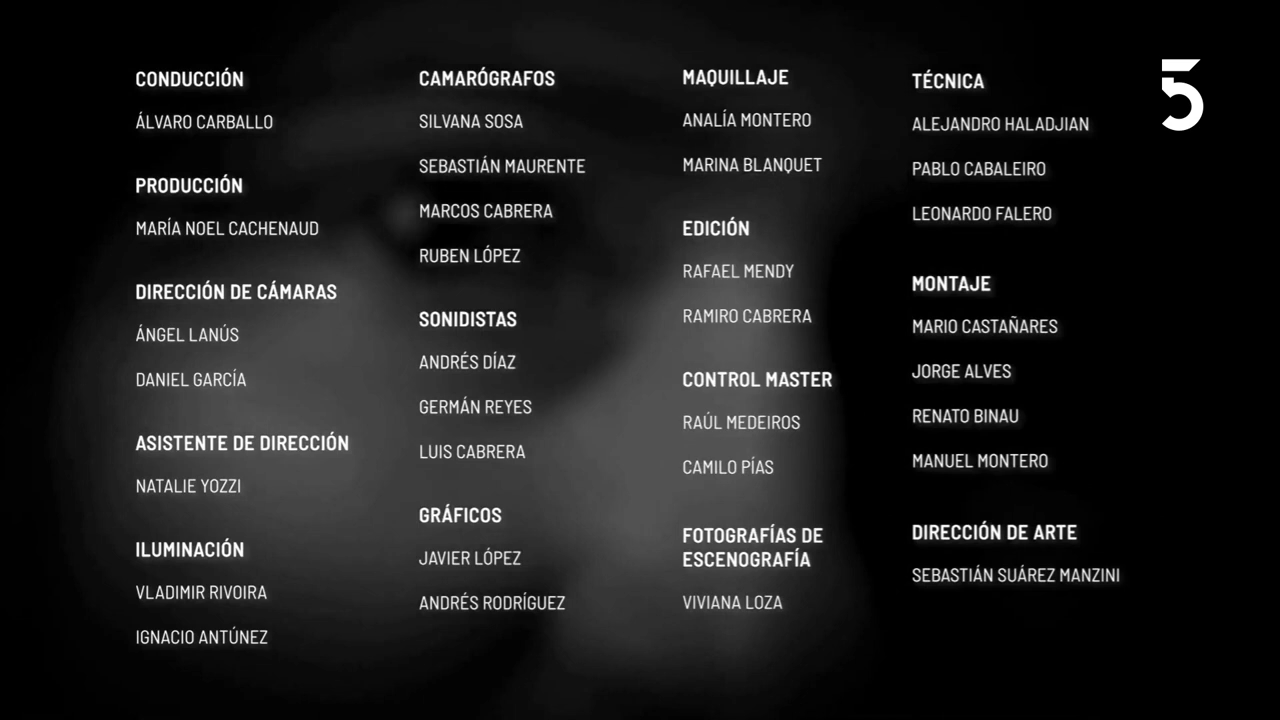 CONDUCCIÓN
ÁLVARO CARBALLO
PRODUCCIÓN
MARÍA NOEL CACHENAUD
DIRECCIÓN DE CÁMARAS
ÁNGEL LANÚS
DANIEL GARCÍA
ASISTENTE DE DIRECCIÓN
NATALIE YOZZI
ILUMINACIÓN
VLADIMIR RIVOIRA
IGNACIO ANTÚNEZ
CAMARÓGRAFOS
SILVANA SOSA
SEBASTIÁN MAURENTE
MARCOS CABRERA
RUBEN LÓPEZ
SONIDISTAS
ANDRÉS DÍAZ
GERMÁN REYES
LUIS CABRERA
GRÁFICOS
JAVIER LÓPEZ
ANDRÉS RODRÍGUEZ
MAQUILLAJE
ANALÍA MONTERO
MARINA BLANQUET
EDICIÓN
RAFAEL MENDY
RAMIRO CABRERA
CONTROL MASTER
RAÚL MEDEIROS
CAMILO PÍAS
FOTOGRAFÍAS DE
ESCENOGRAFÍA
VIVIANA LOZA
TÉCNICA
ALEJANDRO HALADJIAN
PABLO CABALEIRO
LEONARDO FALERO
MONTAJE
MARIO CASTAÑARES
JORGE ALVES
RENATO BINAU
MANUEL MONTERO
DIRECCIÓN DE ARTE
SEBASTIÁN SUÁREZ MANZINI
5